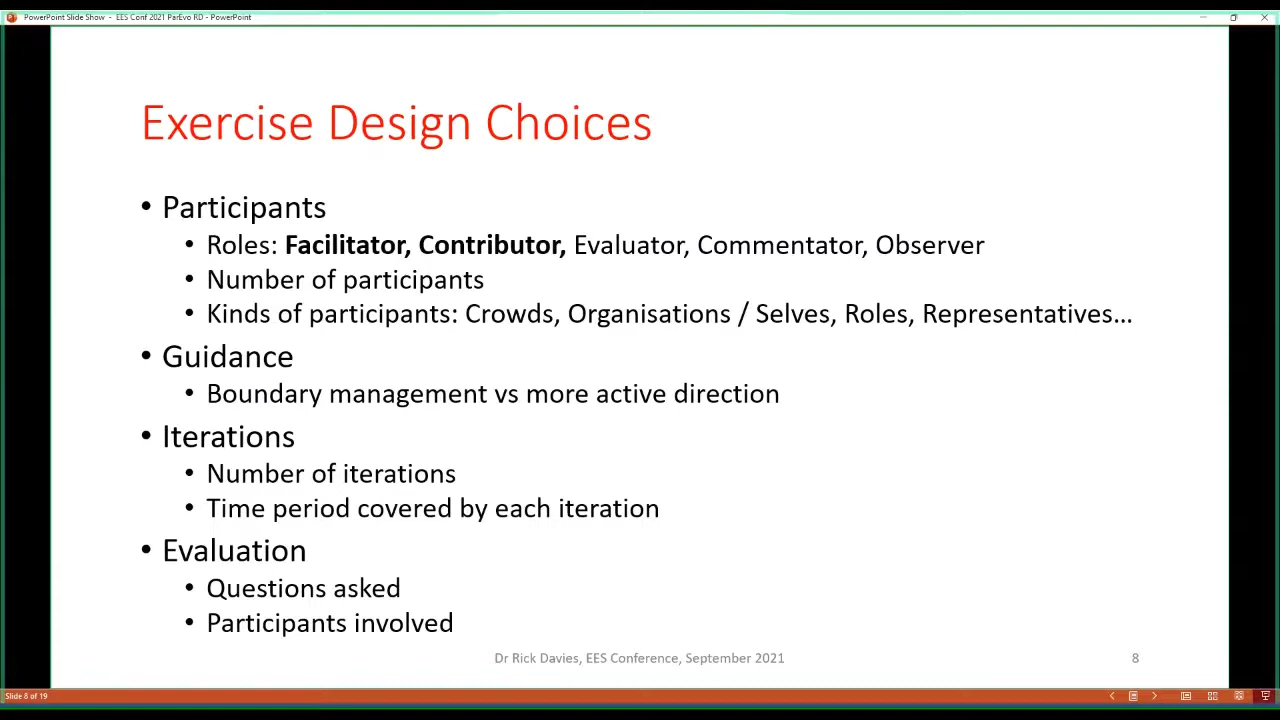 PowerPoint Slide Show - EES Conf 2021 ParEvo RD - PowerPoint
Exercise Design Choices
• Participants
• Roles: Facilitator, Contributor, Evaluator, Commentator, Observer
• Number of participants
• Kinds of participants: Crowds, Organisations / Selves, Roles, Representatives…
• Guidance
• Boundary management vs more active direction
• Iterations
• Number of iterations
• Time period covered by each iteration
• Evaluation
• Questions asked
• Participants involved
Dr Rick Davies, EES Conference, September 2021
8
Slide 8 of 19